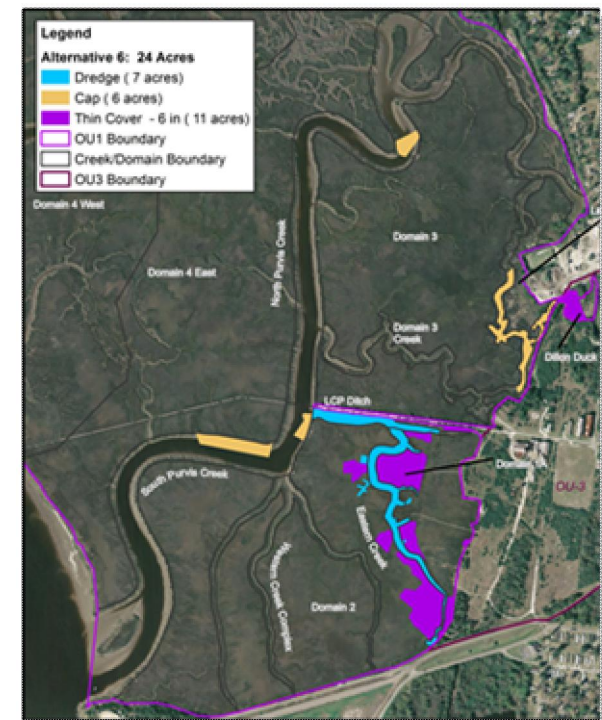 Legend
Alternative 6: 24 Acres
Dredge ( 7 acres)
Cap ( 6 acres)
Thin Cover - 6 in ( 11 acres)
OU1 Boundary
Creek/Domain Boundary
OU3 Boundary
Domain 4 West
Domain 3
North Purvis Creek
Domain 4 East
Domain 3
Creek
Dillon Duck
LCP Ditch
South Purvis Creek
OU-3
Eastern Creek
Western Creek Complex
Domain 2